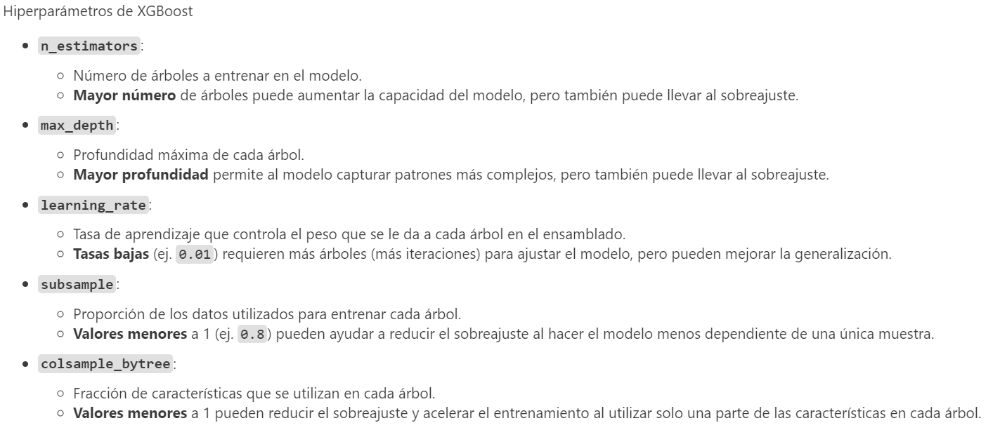 Hiperparámetros de XGBoost
n_estimators:
Número de árboles a entrenar en el modelo.
Mayor número de árboles puede aumentar la capacidad del modelo, pero también puede llevar al sobreajuste.
max_depth:
Profundidad máxima de cada árbol.
Mayor profundidad permite al modelo capturar patrones más complejos, pero también puede llevar al sobreajuste.
learning_rate:
Tasa de aprendizaje que controla el peso que se le da a cada árbol en el ensamblado.
Tasas bajas (ej. 0.01) requieren más árboles (más iteraciones) para ajustar el modelo, pero pueden mejorar la generalización.
subsample:
Proporción de los datos utilizados para entrenar cada árbol.
Valores menores a 1 (ej. 0.8) pueden ayudar a reducir el sobreajuste al hacer el modelo menos dependiente de una única muestra.
colsample_bytree:
Fracción de características que se utilizan en cada árbol.
Valores menores a 1 pueden reducir el sobreajuste y acelerar el entrenamiento al utilizar solo una parte de las características en cada árbol.